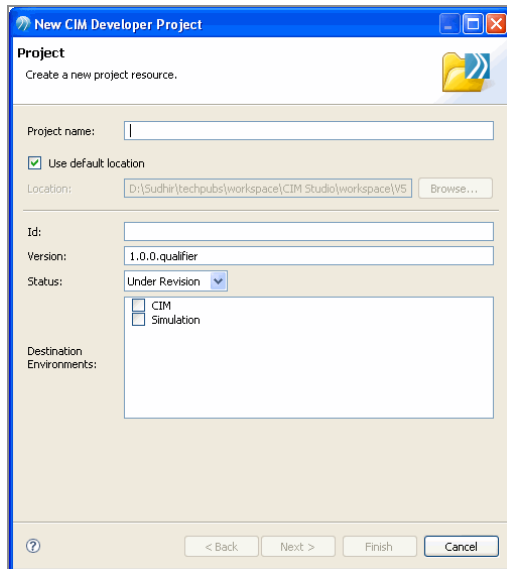 New CIM Developer Project
Project
Create a new project resource.
Project name:
Use default location
Location: D:\Sudhir\techpubs\workspace\CIM Studio\workspace\V5 Browse...
Id:
Version: 1.0.0.qualifier
Status: Under Revision
CIM
Simulation
Destination
Environments:
< Back Next > Finish Cancel